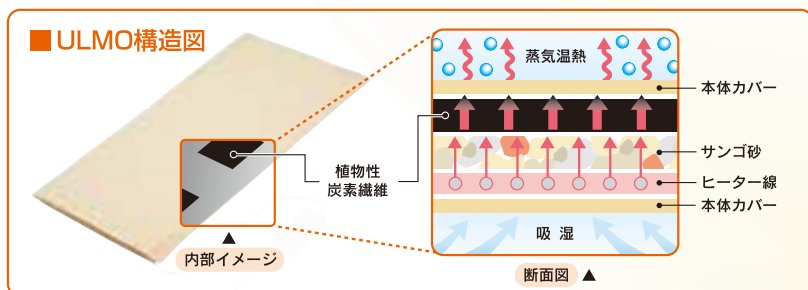 ■ULMO構造図
蒸気温熱
本体カバー
サンゴ砂
植物性
炭素繊維
ヒーター線
本体カバー
吸湿
▲
内部イメージ
断面図 ▲